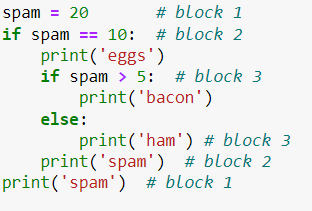 spam = 20       # block 1
if spam == 10:  # block 2
    print('eggs')
    if spam > 5:  # block 3
        print('bacon')
    else:
        print('ham') # block 3
    print('spam')  # block 2
print('spam')  # block 1